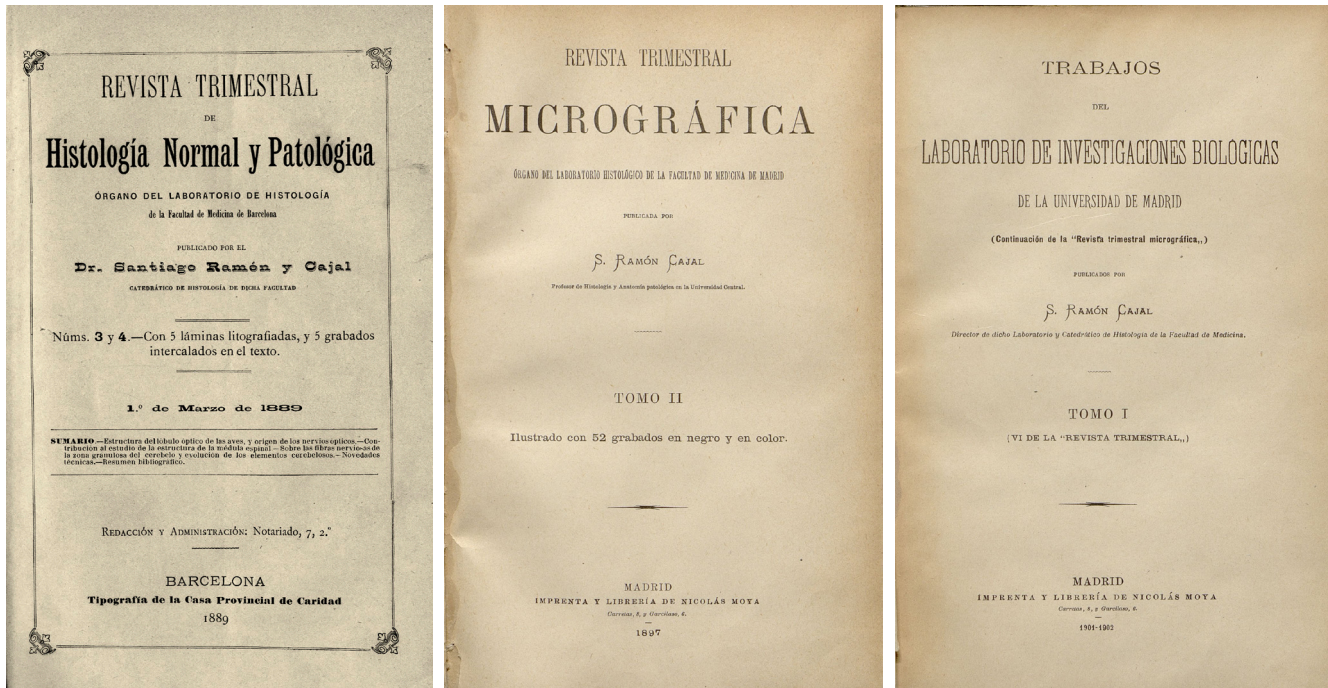 REVISTA TRIMESTRAL
DE
Histología Normal y Patológica
ÓRGANO DEL LABORATORIO DE HISTOLOGÍA
de la Facultad de Medicina de Barcelona
PUBLICADO POR EL
Dr. Santiago Ramón y Cajal
CATEDRÁTICO DE HISTOLOGÍA DE DICHA FACULTAD
Núms. 3 y 4.—Con 5 láminas litografiadas, y 5 grabados
intercalados en el texto.
1.º de Marzo de 1889
SUMARIO.—Estructura del lóbulo óptico de las aves, y origen de los nervios ópticos.—Con-
tribución al estudio de la estructura de la médula espinal.—Sobre las fibras nerviosas de
la zona granulosa del cerebelo y evolución de los elementos cerebelosos.—Novedades
técnicas.—Resumen bibliográfico.
REDACCIÓN Y ADMINISTRACIÓN: Notariado, 7, 2.º
BARCELONA
Tipografía de la Casa Provincial de Caridad
1889
REVISTA TRIMESTRAL
MICROGRÁFICA
ÓRGANO DEL LABORATORIO HISTOLÓGICO DE LA FACULTAD DE MEDICINA DE MADRID
PUBLICADA POR
S. RAMÓN CAJAL
Profesor de Histología y Anatomía patológica en la Universidad Central.
TOMO II
Ilustrado con 52 grabados en negro y en color.
MADRID
IMPRENTA Y LIBRERÍA DE NICOLÁS MOYA
Carretas, 8, y Garcilaso, 6.
1897
TRABAJOS
DEL
LABORATORIO DE INVESTIGACIONES BIOLÓGICAS
DE LA UNIVERSIDAD DE MADRID
(Continuación de la "Revista trimestral micrográfica„)
PUBLICADOS POR
S. RAMÓN CAJAL
Director de dicho Laboratorio y Catedrático de Histología de la Facultad de Medicina.
TOMO I
(VI DE LA "REVISTA TRIMESTRAL„)
MADRID
IMPRENTA Y LIBRERÍA DE NICOLÁS MOYA
Carretas, 8, y Garcilaso, 6.
1901-1902